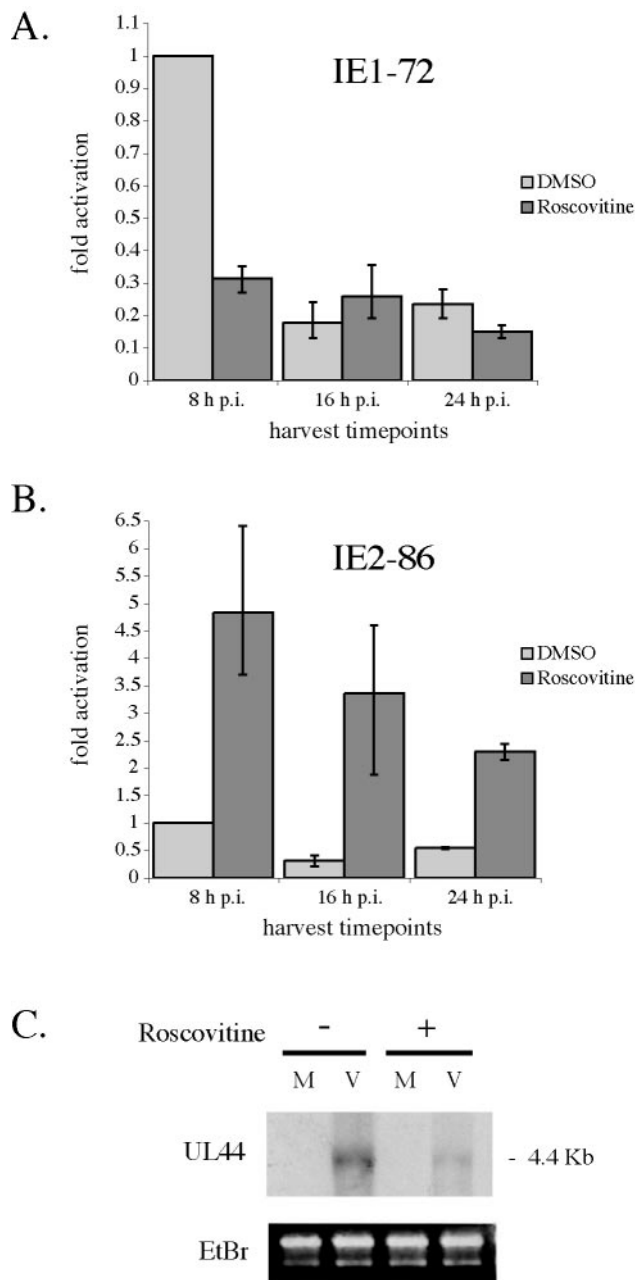 A.
IE1-72
fold activation
1.1
1
0.9
0.8
0.7
0.6
0.5
0.4
0.3
0.2
0.1
0
DMSO
Roscovitine
8 h p.i.
16 h p.i.
24 h p.i.
harvest timepoints
B.
IE2-86
fold activation
6.5
6
5.5
5
4.5
4
3.5
3
2.5
2
1.5
1
0.5
0
DMSO
Roscovitine
8 h p.i.
16 h p.i.
24 h p.i.
harvest timepoints
C.
Roscovitine - +
M V M V
UL44
- 4.4 Kb
EtBr